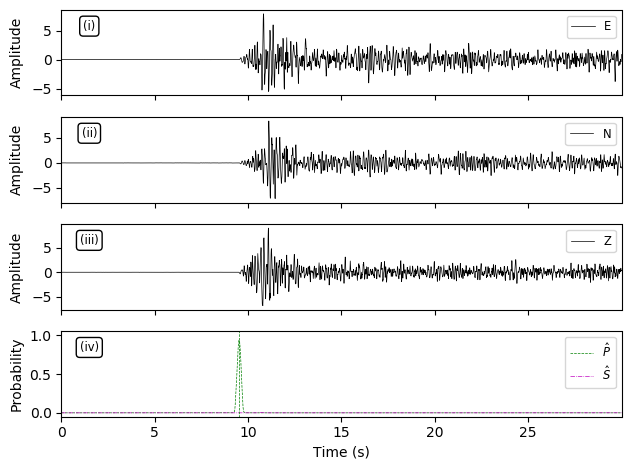 (i)
E
5
0
−5
Amplitude
(ii)
N
5
0
−5
Amplitude
(iii)
Z
5
0
−5
Amplitude
(iv)
P̂
Ŝ
1.0
0.5
0.0
Probability
0 5 10 15 20 25
Time (s)